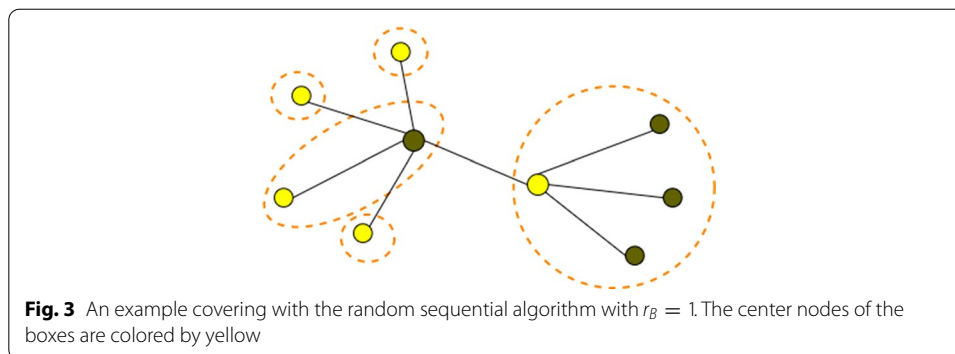 Fig. 3 An example covering with the random sequential algorithm with r_B = 1. The center nodes of the
boxes are colored by yellow